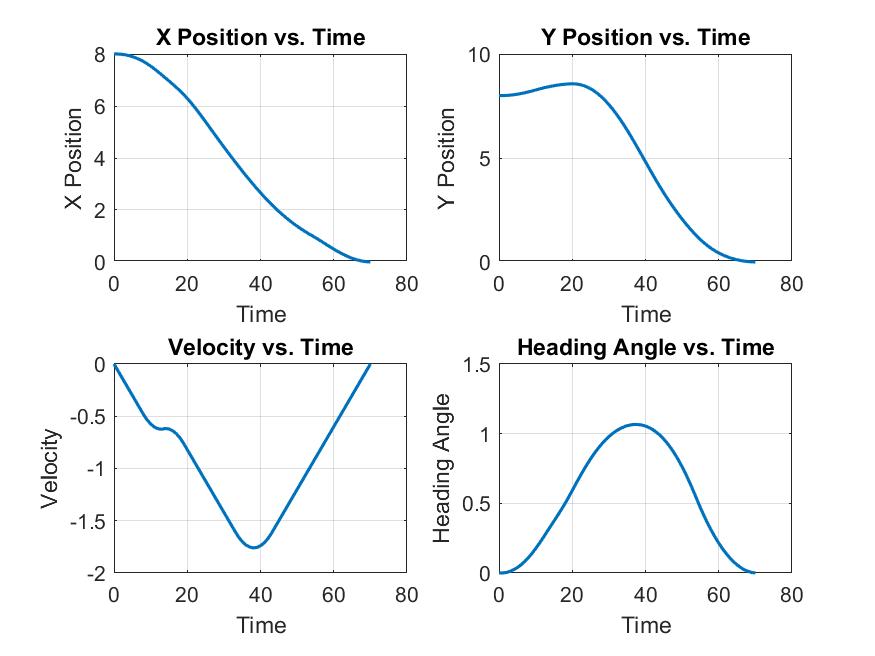 X Position vs. Time
8
6
4
2
0
X Position
0 20 40 60 80
Time
Y Position vs. Time
10
5
0
Y Position
0 20 40 60 80
Time
Velocity vs. Time
0
-0.5
-1
-1.5
-2
Velocity
0 20 40 60 80
Time
Heading Angle vs. Time
1.5
1
0.5
0
Heading Angle
0 20 40 60 80
Time